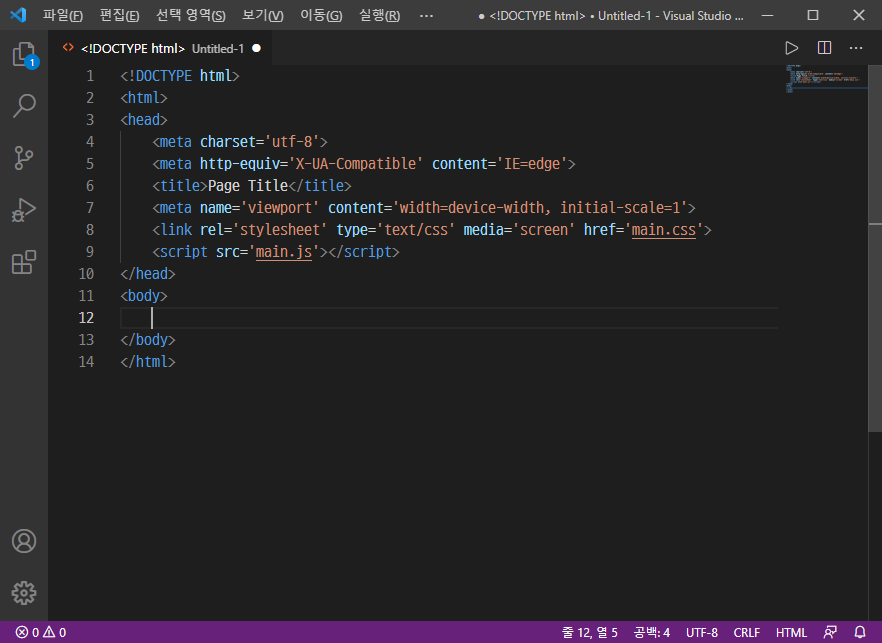 파일(F) 편집(E) 선택 영역(S) 보기(V) 이동(G) 실행(R) ··· ● <!DOCTYPE html> • Untitled-1 - Visual Studio ...
<!DOCTYPE html> Untitled-1 ●
1 <!DOCTYPE html>
2 <html>
3 <head>
4     <meta charset='utf-8'>
5     <meta http-equiv='X-UA-Compatible' content='IE=edge'>
6     <title>Page Title</title>
7     <meta name='viewport' content='width=device-width, initial-scale=1'>
8     <link rel='stylesheet' type='text/css' media='screen' href='main.css'>
9     <script src='main.js'></script>
10 </head>
11 <body>
12
13 </body>
14 </html>
1
0 0 줄 12, 열 5 공백: 4 UTF-8 CRLF HTML